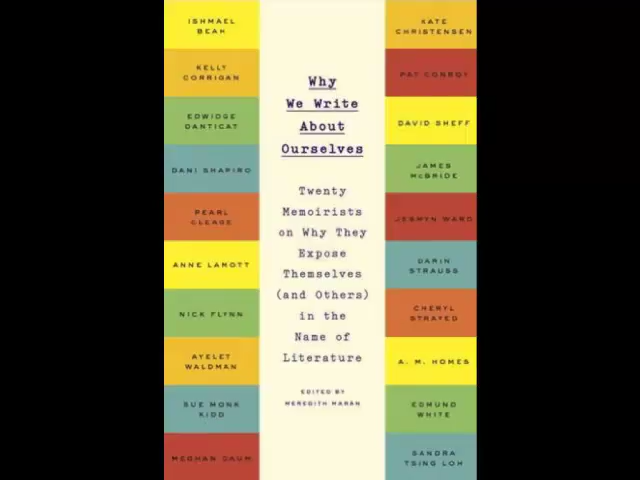 ISHMAEL
BEAH
KELLY
CORRIGAN
EDWIDGE
DANTICAT
DANI SHAPIRO
PEARL
CLEAGE
ANNE LAMOTT
NICK FLYNN
AYELET
WALDMAN
SUE MONK
KIDD
MEGHAN DAUM
Why
We Write
About
Ourselves
Twenty
Memoirists
on Why They
Expose
Themselves
(and Others)
in the
Name of
Literature
EDITED BY
MEREDITH MARAN
KATE
CHRISTENSEN
PAT CONROY
DAVID SHEFF
JAMES
McBRIDE
JESMYN WARD
DARIN
STRAUSS
CHERYL
STRAYED
A. M. HOMES
EDMUND
WHITE
SANDRA
TSING LOH